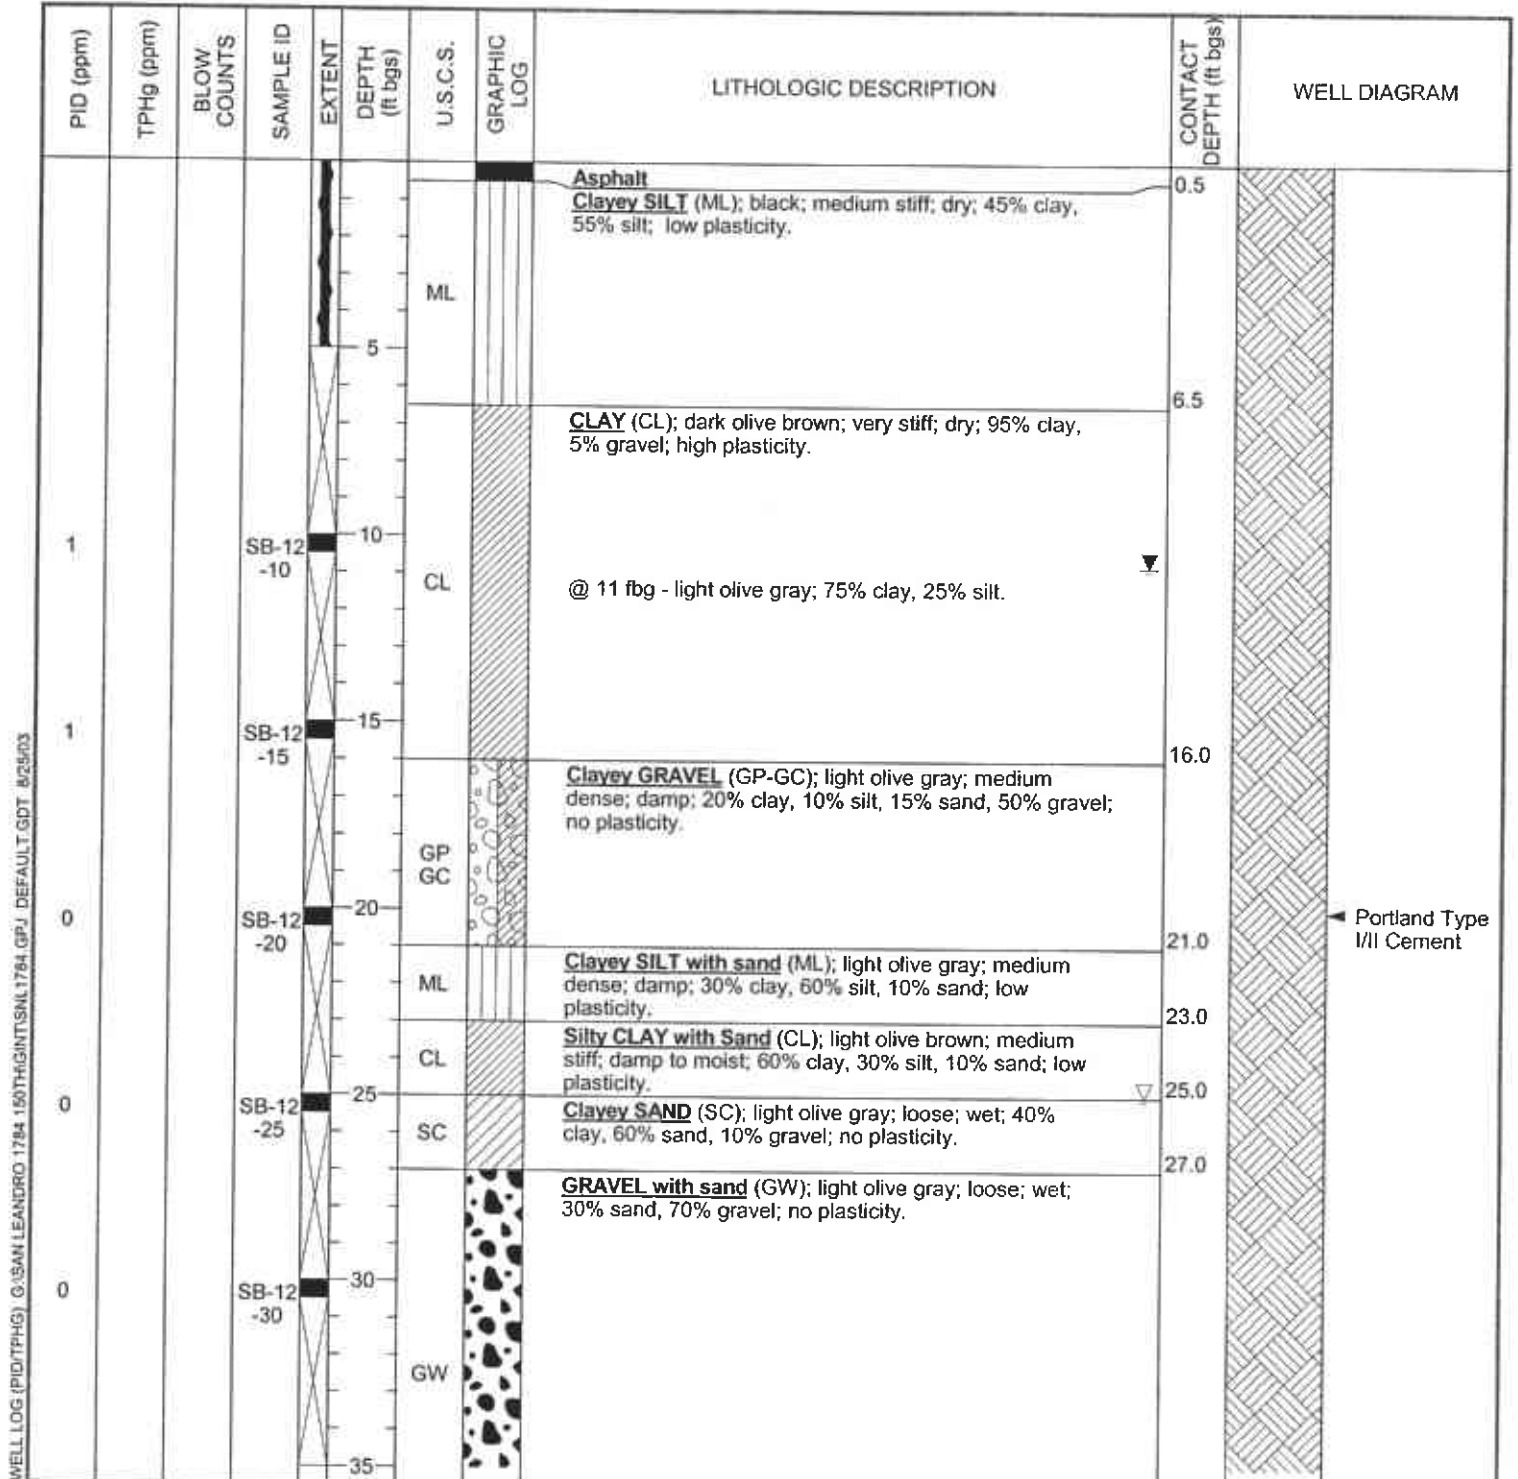 PID (ppm)
TPHg (ppm)
BLOW
COUNTS
SAMPLE ID
EXTENT
DEPTH
(ft bgs)
U.S.C.S.
GRAPHIC
LOG
LITHOLOGIC DESCRIPTION
CONTACT
DEPTH (ft bgs)
WELL DIAGRAM
Asphalt
0.5
Clayey SILT (ML); black; medium stiff; dry; 45% clay,
55% silt; low plasticity.
ML
5
6.5
CLAY (CL); dark olive brown; very stiff; dry; 95% clay,
5% gravel; high plasticity.
1
SB-12
-10
10
CL
@ 11 fbg - light olive gray; 75% clay, 25% silt.
1
SB-12
-15
15
16.0
Clayey GRAVEL (GP-GC); light olive gray; medium
dense; damp; 20% clay, 10% silt, 15% sand, 50% gravel;
no plasticity.
GP
GC
0
SB-12
-20
20
Portland Type
I/II Cement
21.0
Clayey SILT with sand (ML); light olive gray; medium
dense; damp; 30% clay, 60% silt, 10% sand; low
plasticity.
ML
23.0
Silty CLAY with Sand (CL); light olive brown; medium
stiff; damp to moist; 60% clay, 30% silt, 10% sand; low
plasticity.
CL
0
SB-12
-25
25
25.0
Clayey SAND (SC); light olive gray; loose; wet; 40%
clay, 60% sand, 10% gravel; no plasticity.
SC
27.0
GRAVEL with sand (GW); light olive gray; loose; wet;
30% sand, 70% gravel; no plasticity.
0
SB-12
-30
30
GW
35
WELL LOG (PID/TPHG) G:\SAN LEANDRO 1784 150TH\GINT\SNL1784.GPJ DEFAULT.GDT 8/25/03